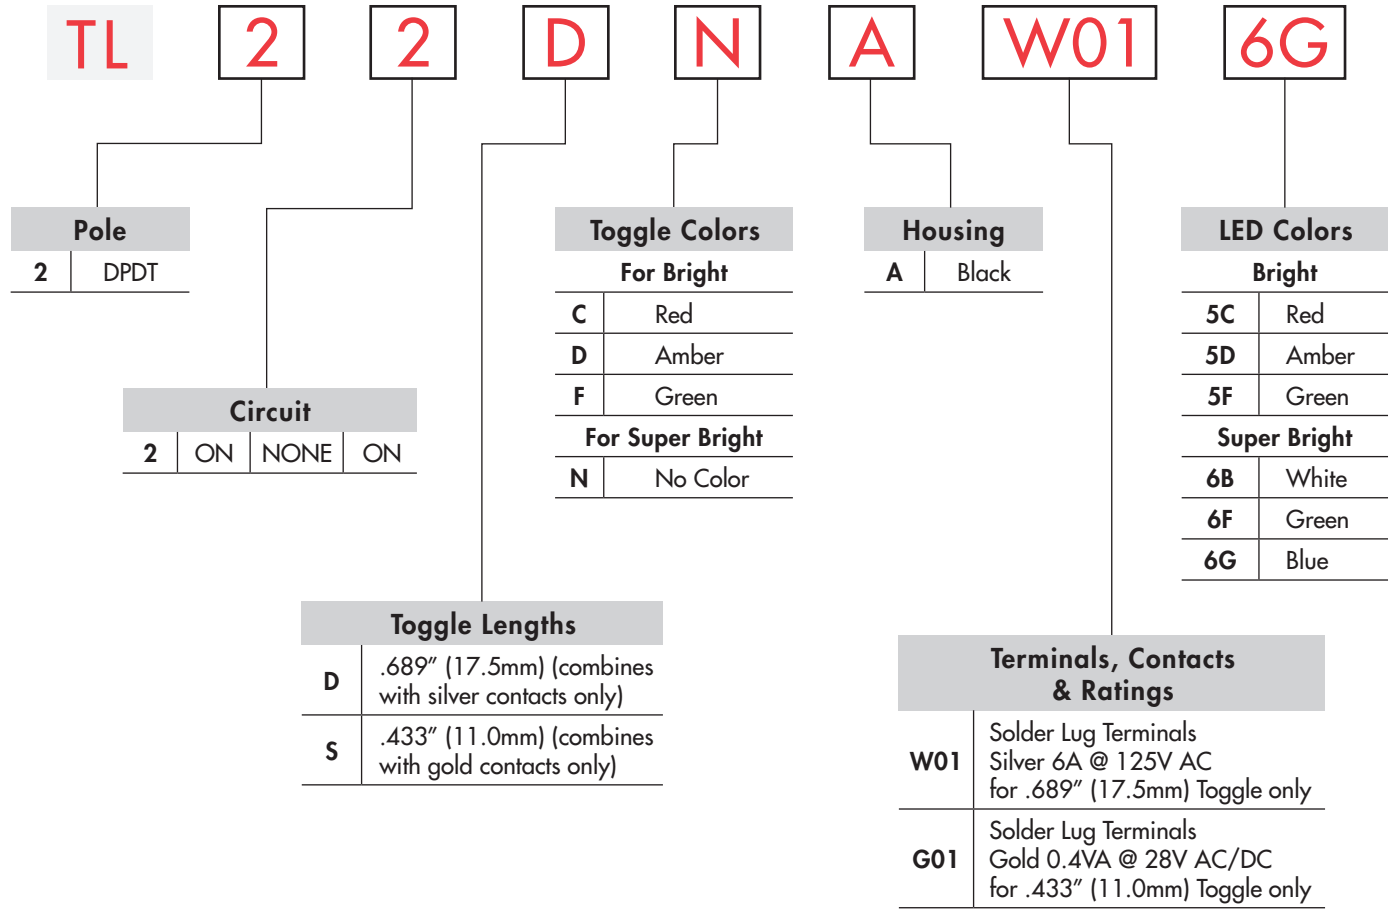 TL 2 2 D N A W01 6G
Pole
2 DPDT
Circuit
2 ON NONE ON
Toggle Lengths
D .689” (17.5mm) (combines
with silver contacts only)
S .433” (11.0mm) (combines
with gold contacts only)
Toggle Colors
For Bright
C Red
D Amber
F Green
For Super Bright
N No Color
Housing
A Black
Terminals, Contacts
& Ratings
W01 Solder Lug Terminals
Silver 6A @ 125V AC
for .689” (17.5mm) Toggle only
G01 Solder Lug Terminals
Gold 0.4VA @ 28V AC/DC
for .433” (11.0mm) Toggle only
LED Colors
Bright
5C Red
5D Amber
5F Green
Super Bright
6B White
6F Green
6G Blue